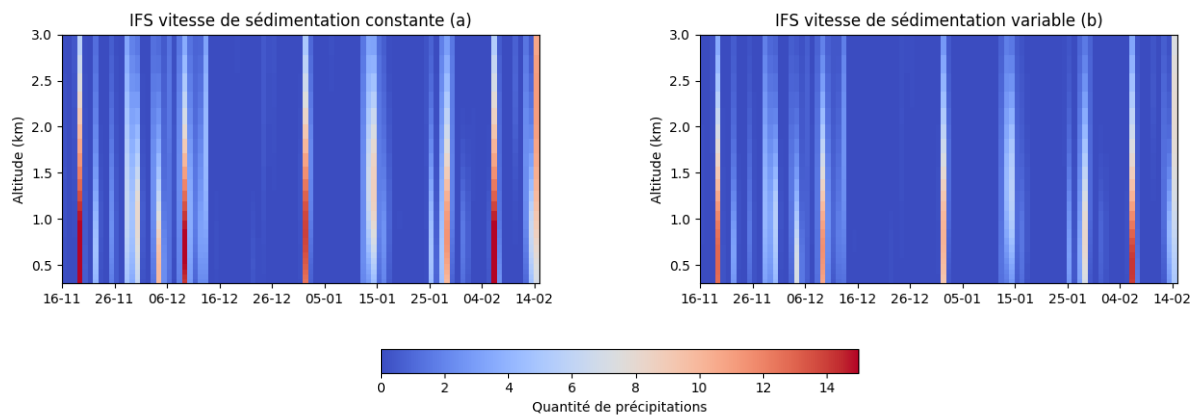 IFS vitesse de sédimentation constante (a)
3.0
2.5
2.0
1.5
1.0
0.5
Altitude (km)
16-11 26-11 06-12 16-12 26-12 05-01 15-01 25-01 04-02 14-02
IFS vitesse de sédimentation variable (b)
3.0
2.5
2.0
1.5
1.0
0.5
Altitude (km)
16-11 26-11 06-12 16-12 26-12 05-01 15-01 25-01 04-02 14-02
0 2 4 6 8 10 12 14
Quantité de précipitations